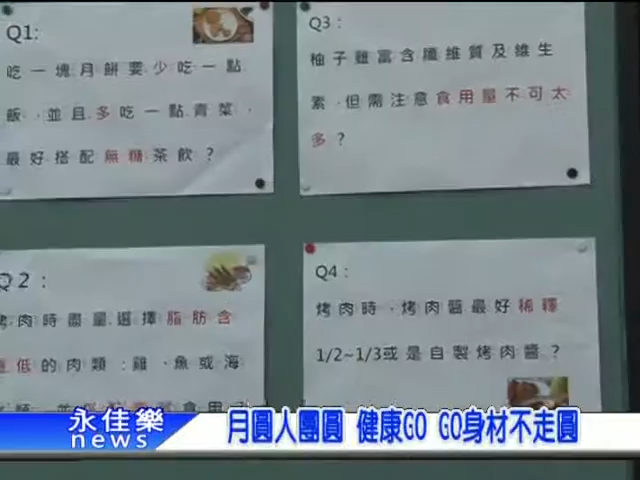 Q1:
吃一塊月餅要少吃一點
飯,並且多吃一點青菜,
最好搭配無糖茶飲?
Q3:
柚子雖富含纖維質及維生
素,但需注意食用量不可太
多?
Q2:
烤肉時盡量選擇脂肪含
低的肉類:雞、魚或海
Q4:
烤肉時,烤肉醬最好稀釋
1/2~1/3或是自製烤肉醬?
永佳樂
news
月圓人團圓 健康GO GO身材不走圓